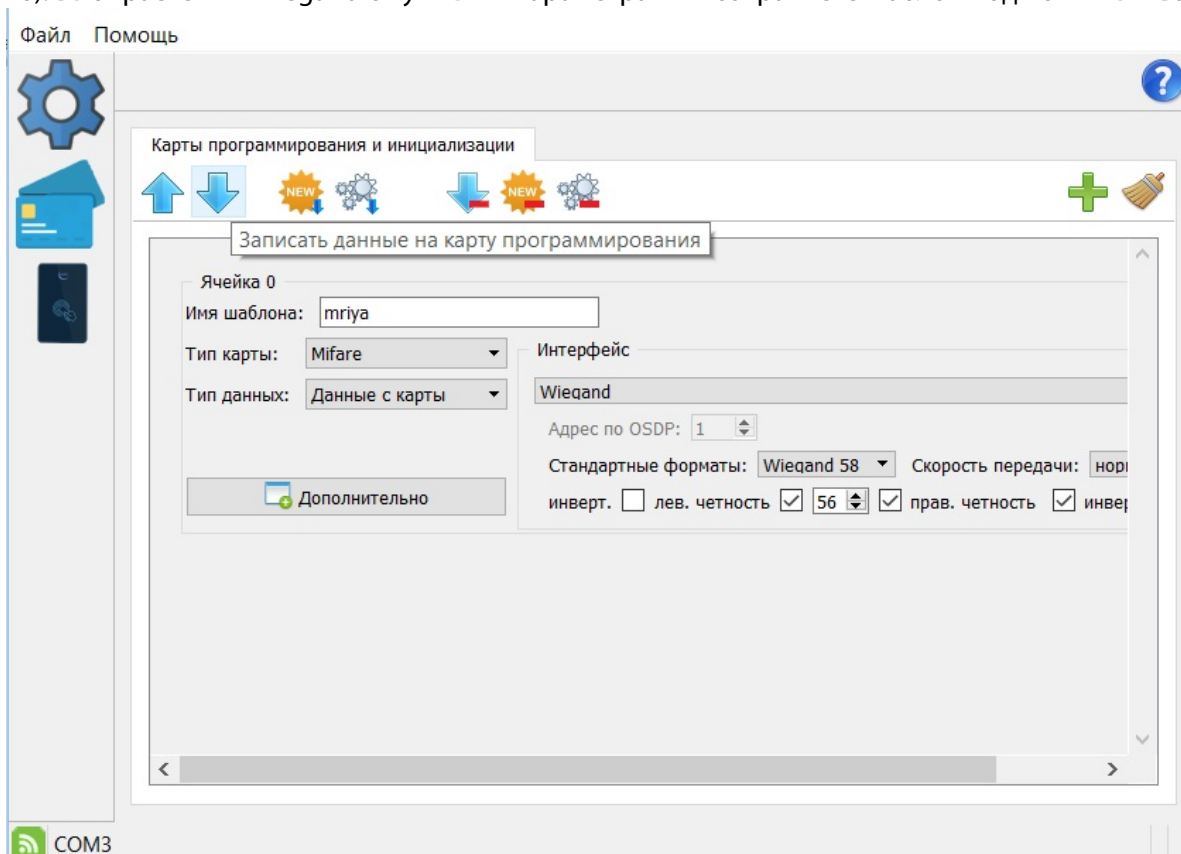 Файл Помощь
Карты программирования и инициализации
NEW NEW
Записать данные на карту программирования
Ячейка 0
Имя шаблона: mriya
Тип карты: Mifare
Интерфейс
Тип данных: Данные с карты
Wiegand
Адрес по OSDP: 1
Стандартные форматы: Wiegand 58 Скорость передачи:
Дополнительно
инверт. лев. четность 56 прав. четность
COM3